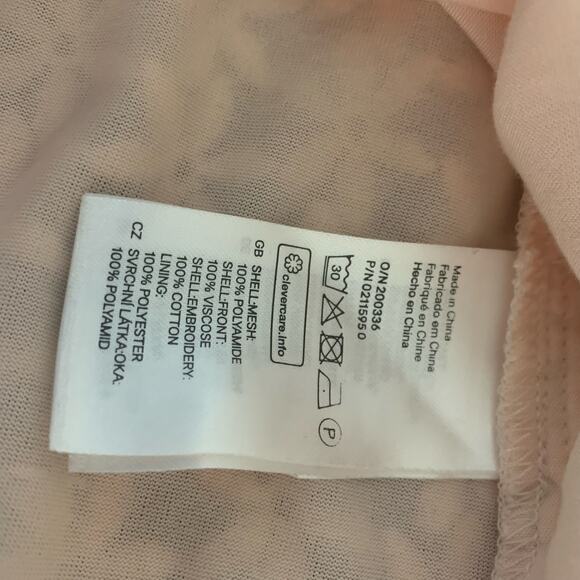 Made in China
Fabricado em China
Fabriqué en Chine
Hecho en China
O/N 200336
P/N 02115950
30
P
clevercare.info
GB SHELL-MESH:
100% POLYAMIDE
SHELL:FRONT:
100% VISCOSE
SHELL:EMBROIDERY:
100% COTTON
LINING:
100% POLYESTER
CZ SVRCHNÍ LÁTKA:OKA:
100% POLYAMID